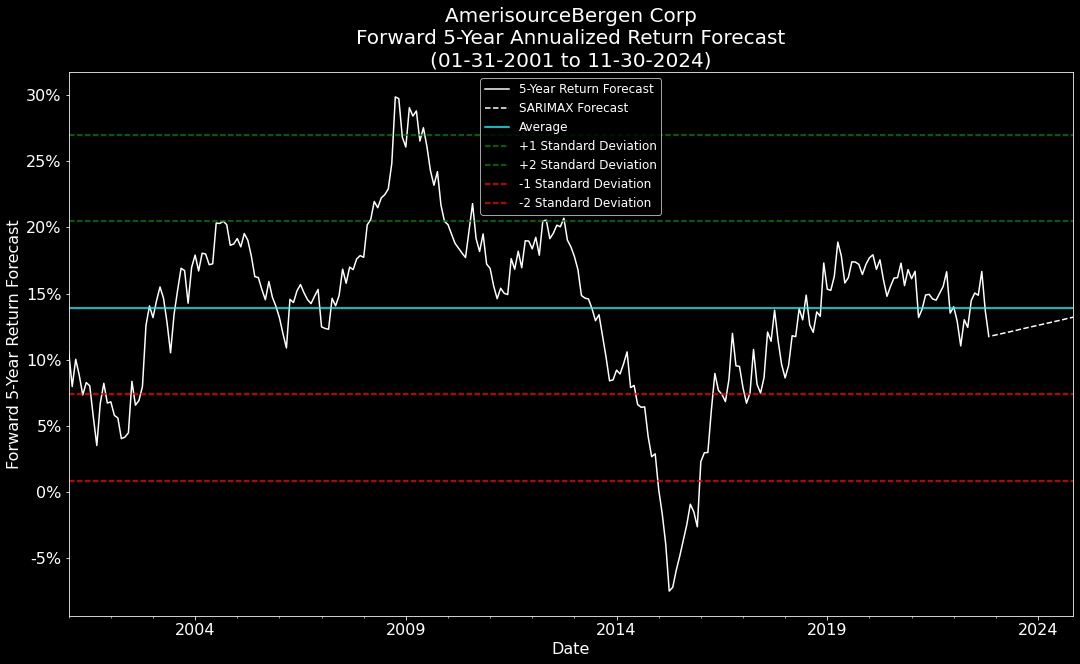 AmerisourceBergen Corp
Forward 5-Year Annualized Return Forecast
(01-31-2001 to 11-30-2024)
5-Year Return Forecast
SARIMAX Forecast
Average
+1 Standard Deviation
+2 Standard Deviation
-1 Standard Deviation
-2 Standard Deviation
Forward 5-Year Return Forecast
30%
25%
20%
15%
10%
5%
0%
-5%
2004
2009
2014
2019
2024
Date